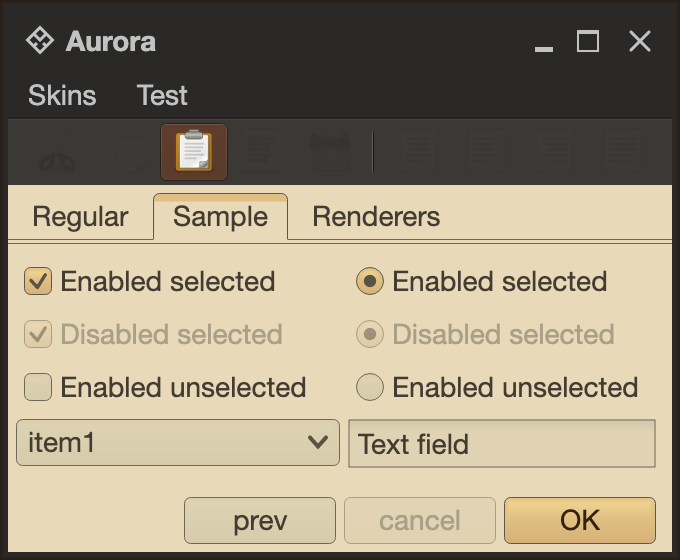 Aurora
Skins Test
Regular Sample Renderers
Enabled selected Enabled selected
Disabled selected Disabled selected
Enabled unselected Enabled unselected
item1 Text field
prev cancel OK